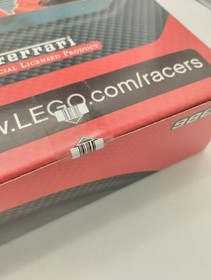 Ferrari
CIAL LICENSED PRODUCT
w.LEGO.com/racers